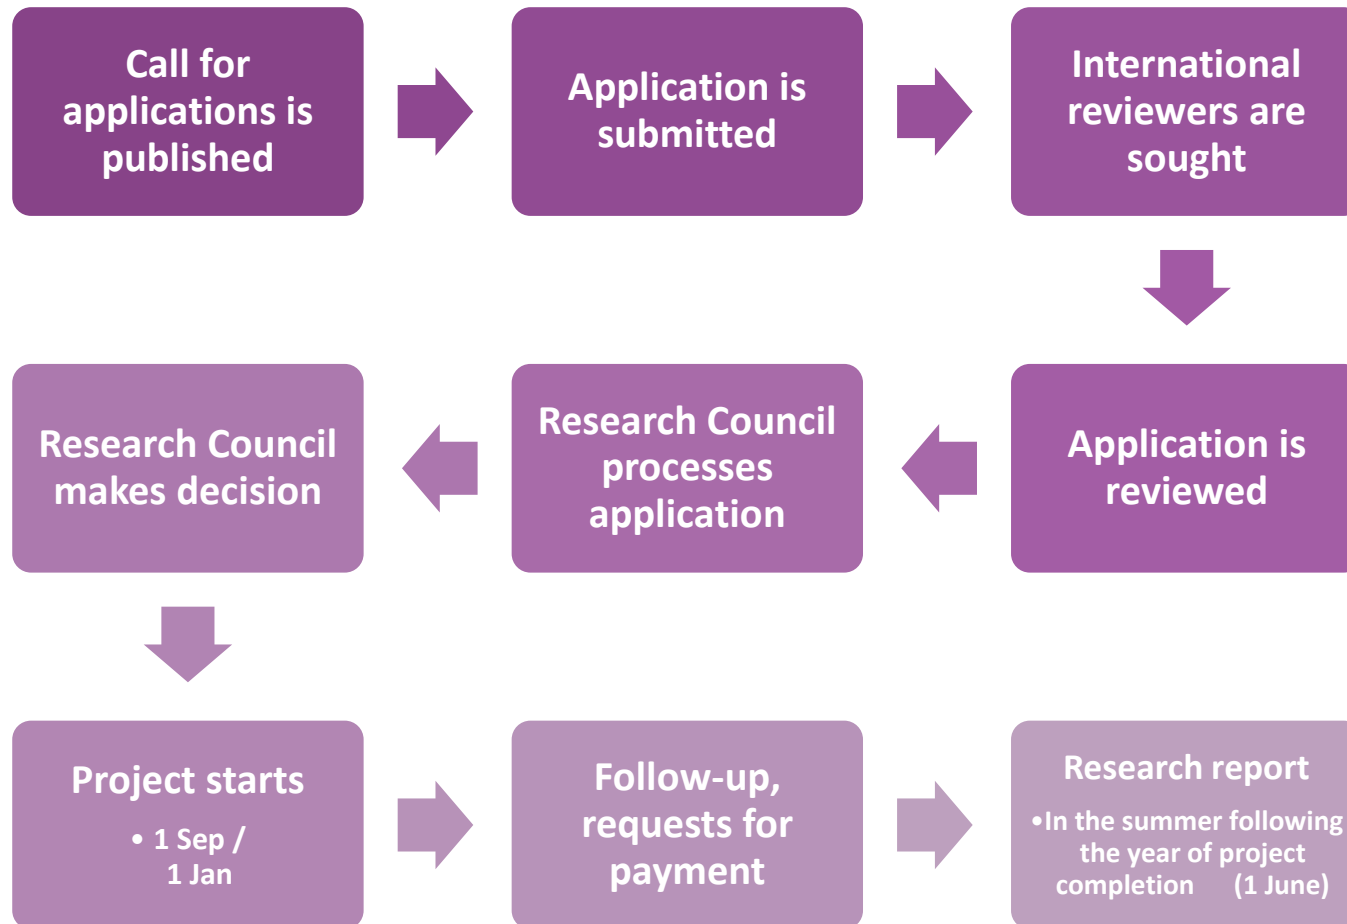 Call for
applications is
published
Application is
submitted
International
reviewers are
sought
Research Council
makes decision
Research Council
processes
application
Application is
reviewed
Project starts
• 1 Sep /
1 Jan
Follow-up,
requests for
payment
Research report
•In the summer following
the year of project
completion (1 June)